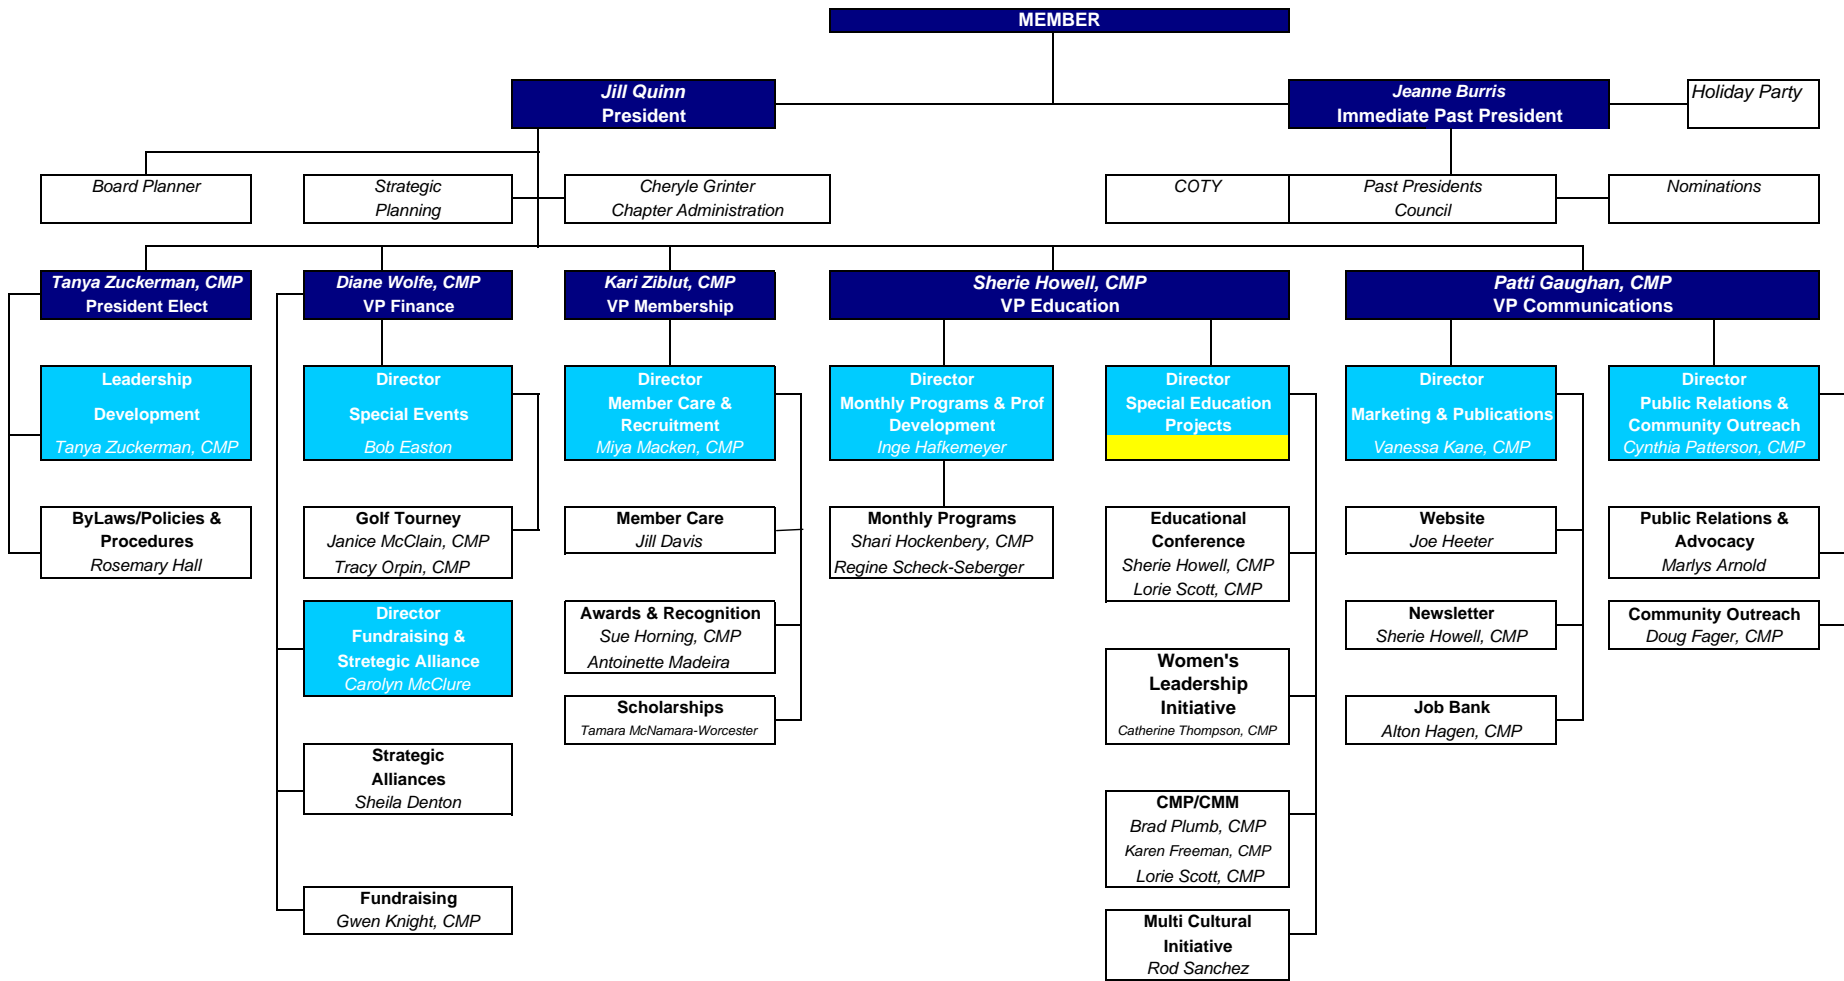 MEMBER
Jill Quinn
President
Jeanne Burris
Immediate Past President
Holiday Party
Board Planner
Strategic
Planning
Cheryle Grinter
Chapter Administration
COTY
Past Presidents
Council
Nominations
Tanya Zuckerman, CMP
President Elect
Diane Wolfe, CMP
VP Finance
Kari Ziblut, CMP
VP Membership
Sherie Howell, CMP
VP Education
Patti Gaughan, CMP
VP Communications
Leadership
Development
Tanya Zuckerman, CMP
Director
Special Events
Bob Easton
Director
Member Care &
Recruitment
Miya Macken, CMP
Director
Monthly Programs & Prof
Development
Inge Hafkemeyer
Director
Special Education
Projects
Director
Marketing & Publications
Vanessa Kane, CMP
Director
Public Relations &
Community Outreach
Cynthia Patterson, CMP
ByLaws/Policies &
Procedures
Rosemary Hall
Golf Tourney
Janice McClain, CMP
Tracy Orpin, CMP
Member Care
Jill Davis
Monthly Programs
Shari Hockenbery, CMP
Regine Scheck-Seberger
Educational
Conference
Sherie Howell, CMP
Lorie Scott, CMP
Website
Joe Heeter
Public Relations &
Advocacy
Marlys Arnold
Director
Fundraising &
Stretegic Alliance
Carolyn McClure
Awards & Recognition
Sue Horning, CMP
Antoinette Madeira
Newsletter
Sherie Howell, CMP
Community Outreach
Doug Fager, CMP
Women's
Leadership
Initiative
Catherine Thompson, CMP
Scholarships
Tamara McNamara-Worcester
Job Bank
Alton Hagen, CMP
Strategic
Alliances
Sheila Denton
CMP/CMM
Brad Plumb, CMP
Karen Freeman, CMP
Lorie Scott, CMP
Fundraising
Gwen Knight, CMP
Multi Cultural
Initiative
Rod Sanchez